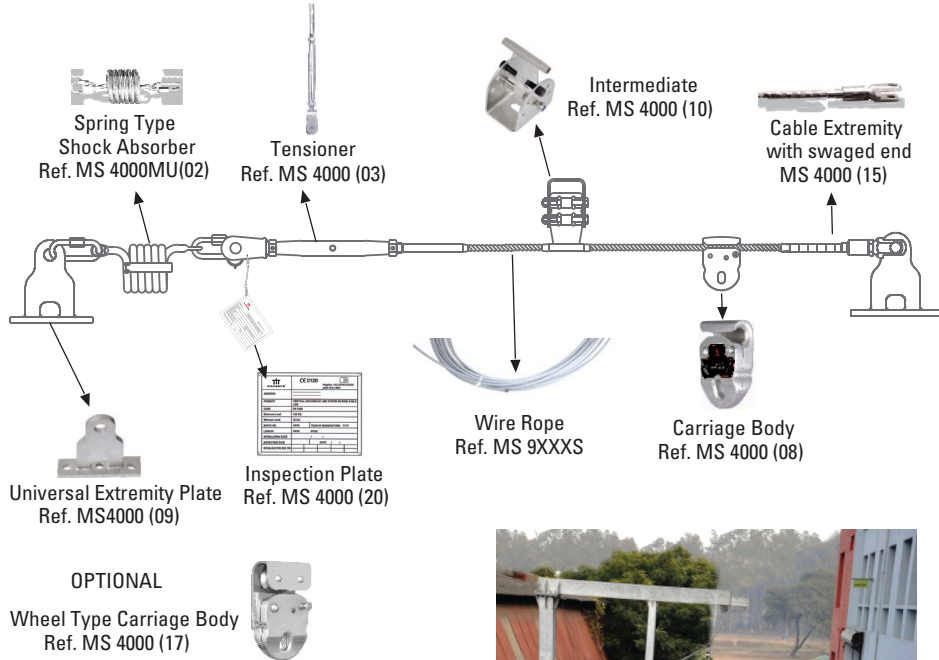 Spring Type
Shock Absorber
Ref. MS 4000MU(02)
Tensioner
Ref. MS 4000 (03)
Intermediate
Ref. MS 4000 (10)
Cable Extremity
with swaged end
MS 4000 (15)
Universal Extremity Plate
Ref. MS4000 (09)
CE 0120
PRODUCT
Inspection Plate
Ref. MS 4000 (20)
Wire Rope
Ref. MS 9XXXS
Carriage Body
Ref. MS 4000 (08)
OPTIONAL
Wheel Type Carriage Body
Ref. MS 4000 (17)